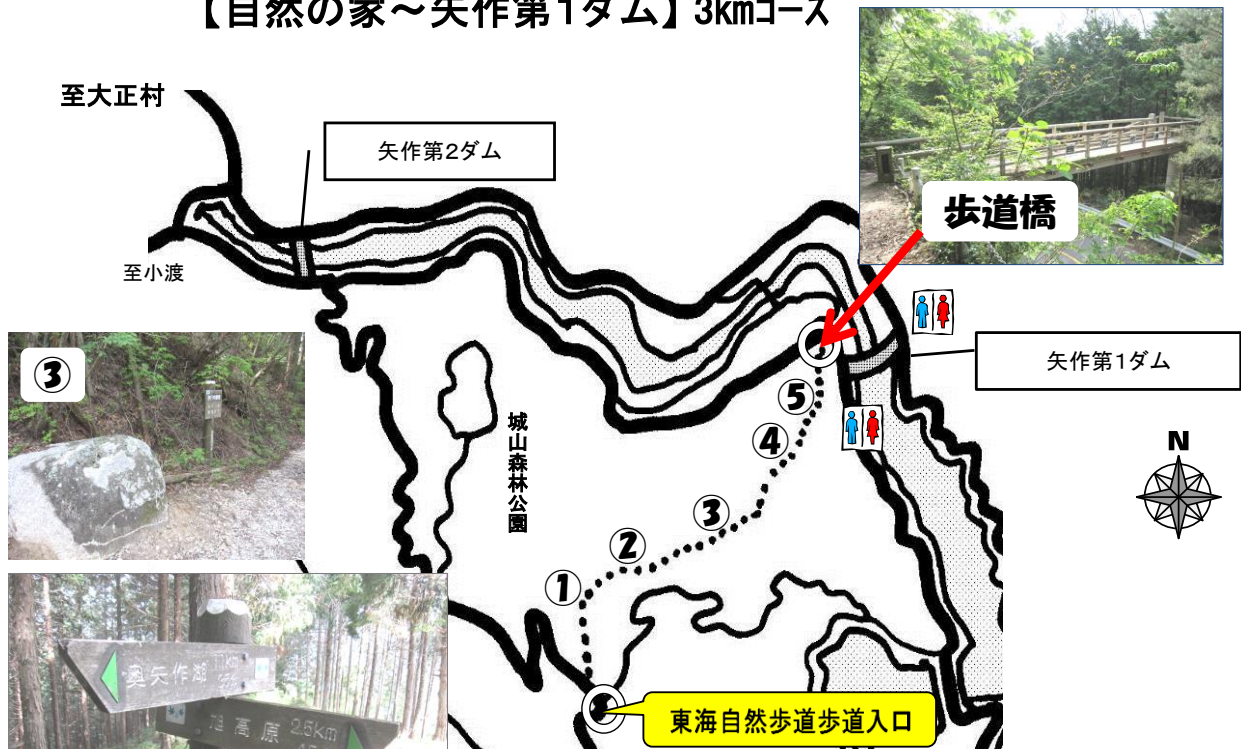 【自然の家~矢作第1ダム】3kmコース
至大正村
矢作第2ダム
歩道橋
至小渡
矢作第1ダム
③
城山森林公園
⑤
④
③
②
①
N
奥矢作湖
旭高原 2.5km
東海自然歩道歩道入口